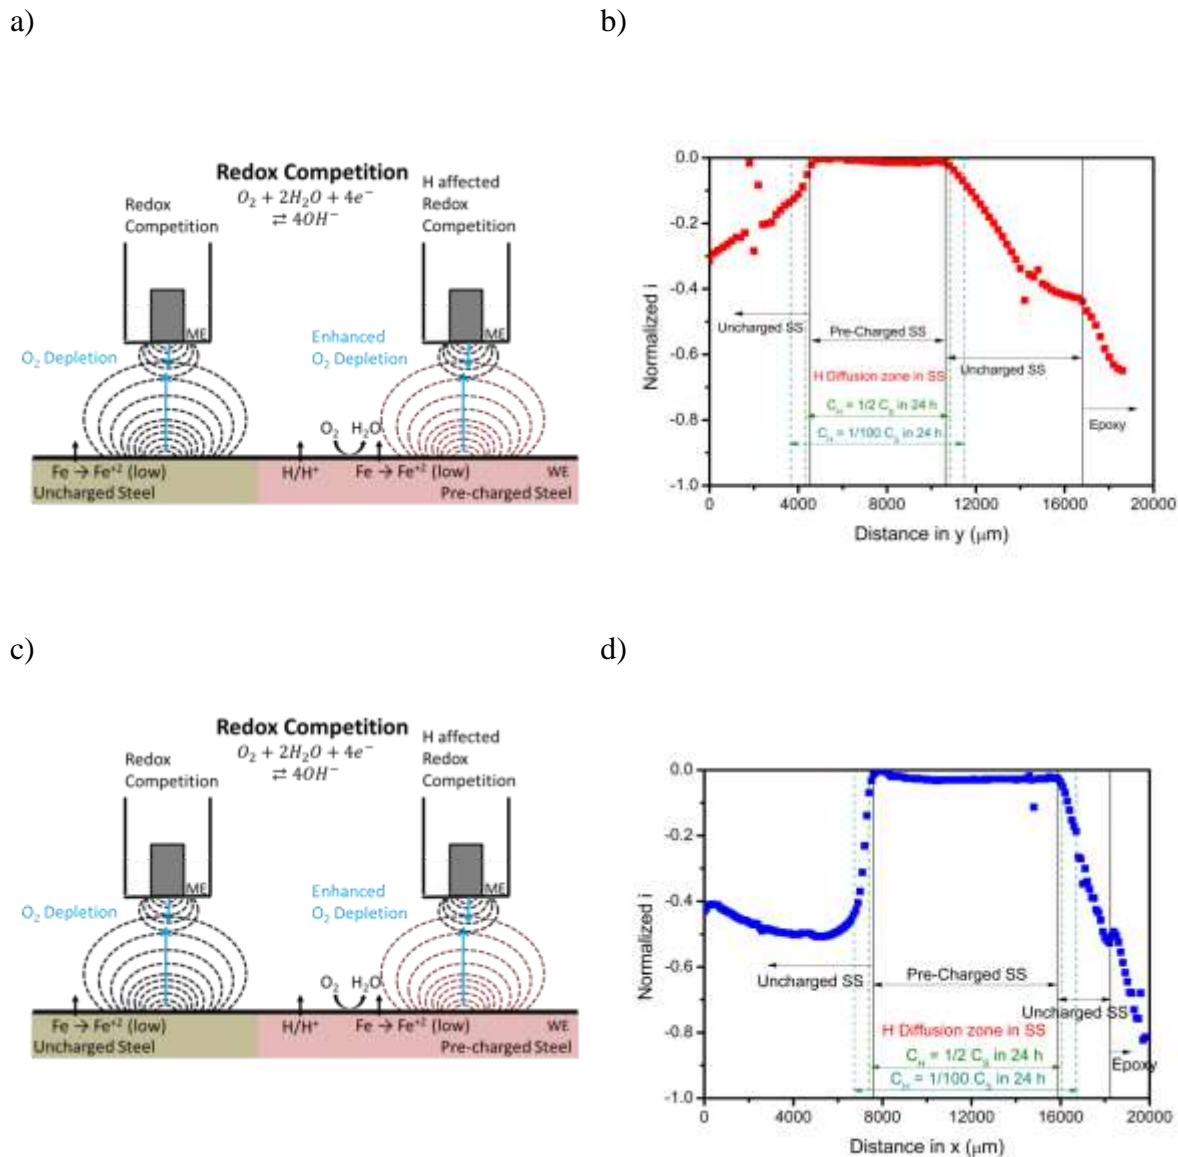 a)
Redox Competition
O₂ + 2H₂O + 4e⁻
⇄ 4OH⁻
Redox
Competition
H affected
Redox
Competition
ME
ME
O₂ Depletion
Enhanced
O₂ Depletion
O₂ H₂O
Fe → Fe⁺² (low)
H/H⁺
Fe → Fe⁺² (low)
WE
Uncharged Steel
Pre-charged Steel
b)
0.0
-0.2
-0.4
-0.6
-0.8
-1.0
Normalized i
Uncharged SS
Pre-Charged SS
Uncharged SS
H Diffusion zone in SS
C_H = 1/2 C_S in 24 h
C_H = 1/100 C_S in 24 h
Epoxy
0 4000 8000 12000 16000 20000
Distance in y (μm)
c)
Redox Competition
O₂ + 2H₂O + 4e⁻
⇄ 4OH⁻
Redox
Competition
H affected
Redox
Competition
ME
ME
O₂ Depletion
Enhanced
O₂ Depletion
O₂ H₂O
Fe → Fe⁺² (low)
H/H⁺
Fe → Fe⁺² (low)
WE
Uncharged Steel
Pre-charged Steel
d)
0.0
-0.2
-0.4
-0.6
-0.8
-1.0
Normalized i
Uncharged SS
Pre-Charged SS
Uncharged SS
H Diffusion zone in SS
C_H = 1/2 C_S in 24 h
C_H = 1/100 C_S in 24 h
Epoxy
0 4000 8000 12000 16000 20000
Distance in x (μm)